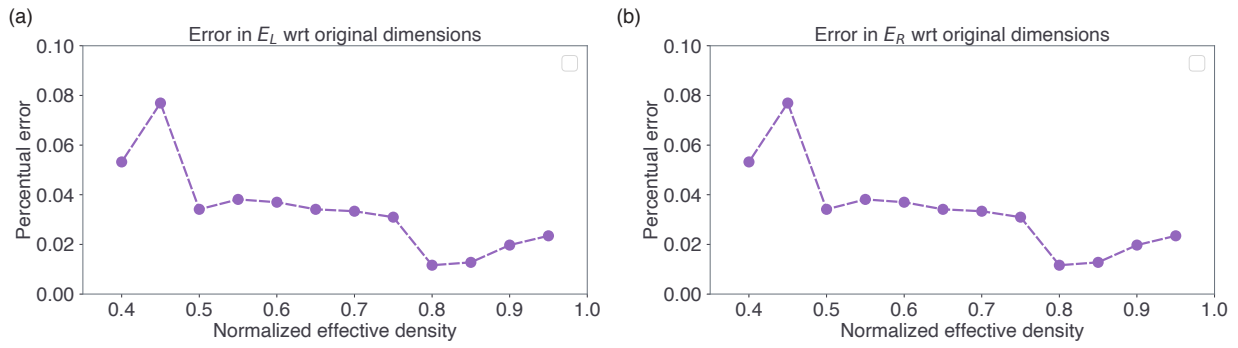 (a)
Error in E_L wrt original dimensions
Percentual error
0.10
0.08
0.06
0.04
0.02
0.00
0.4 0.5 0.6 0.7 0.8 0.9 1.0
Normalized effective density
(b)
Error in E_R wrt original dimensions
Percentual error
0.10
0.08
0.06
0.04
0.02
0.00
0.4 0.5 0.6 0.7 0.8 0.9 1.0
Normalized effective density